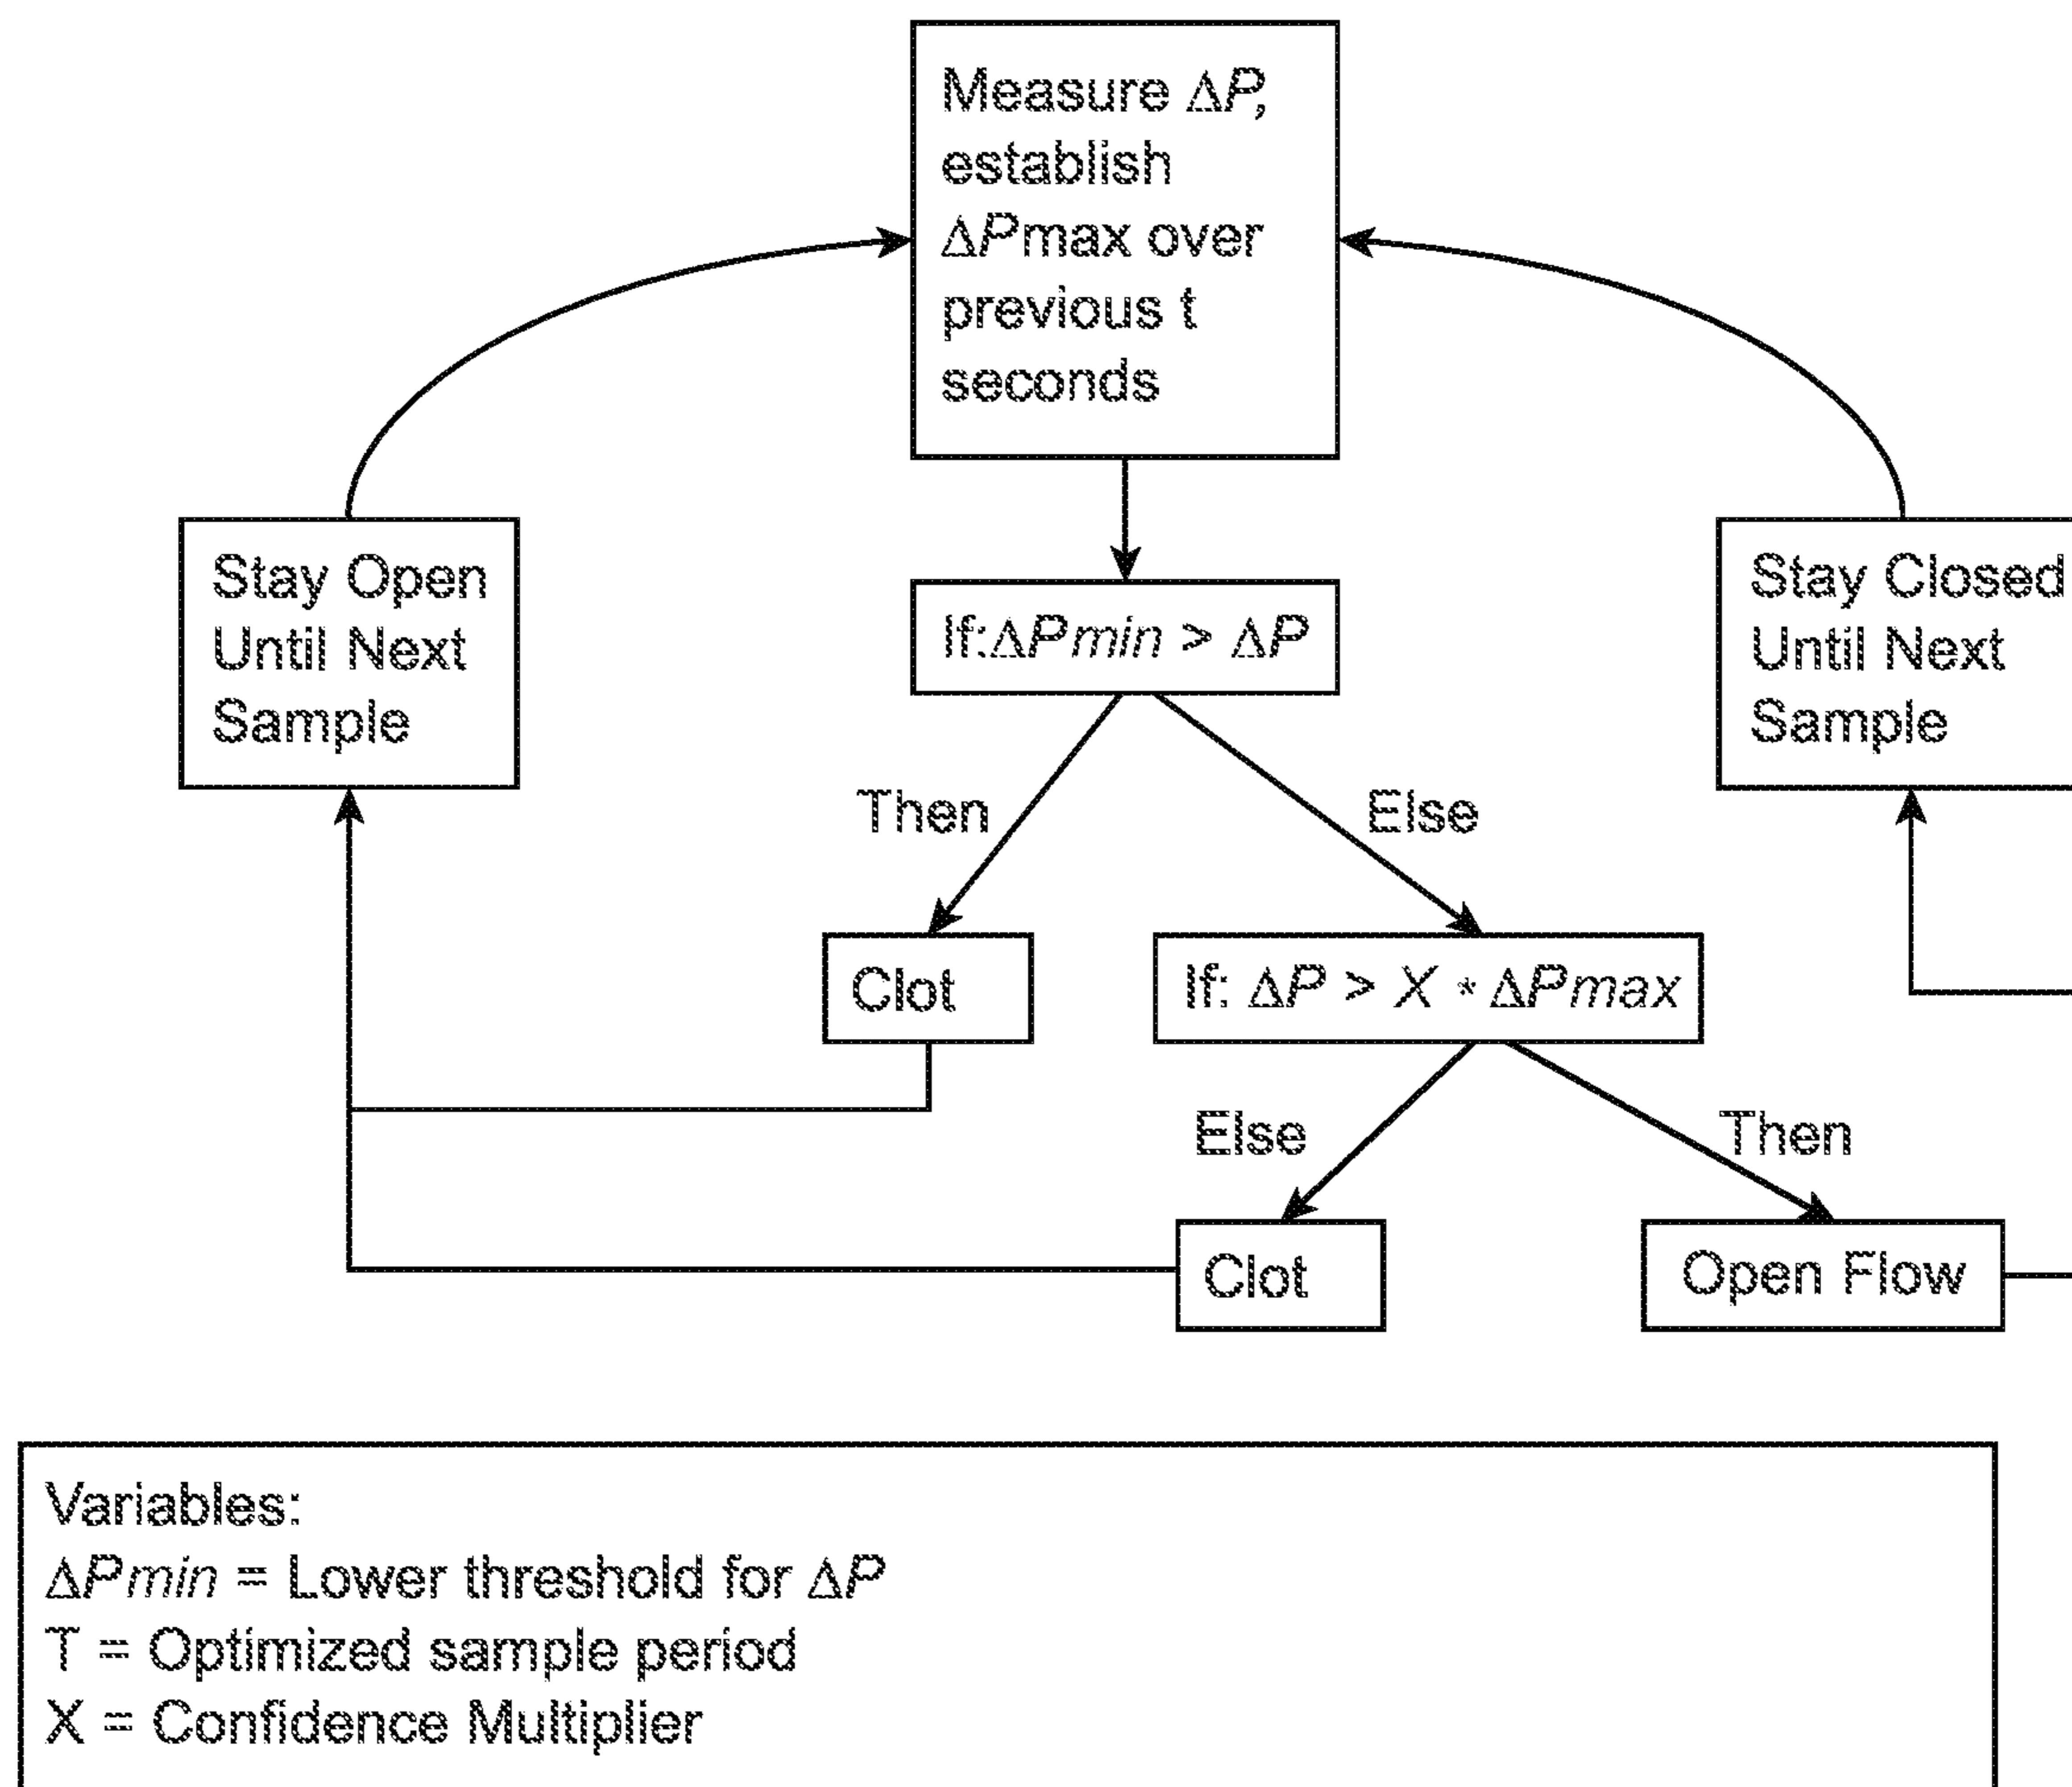 Measure ΔP,
establish
ΔPmax over
previous t
seconds
Stay Open
Until Next
Sample
If:ΔPmin > ΔP
Stay Closed
Until Next
Sample
Then
Else
Clot
If: ΔP > X * ΔPmax
Else
Then
Clot
Open Flow
Variables:
ΔPmin = Lower threshold for ΔP
T = Optimized sample period
X = Confidence Multiplier